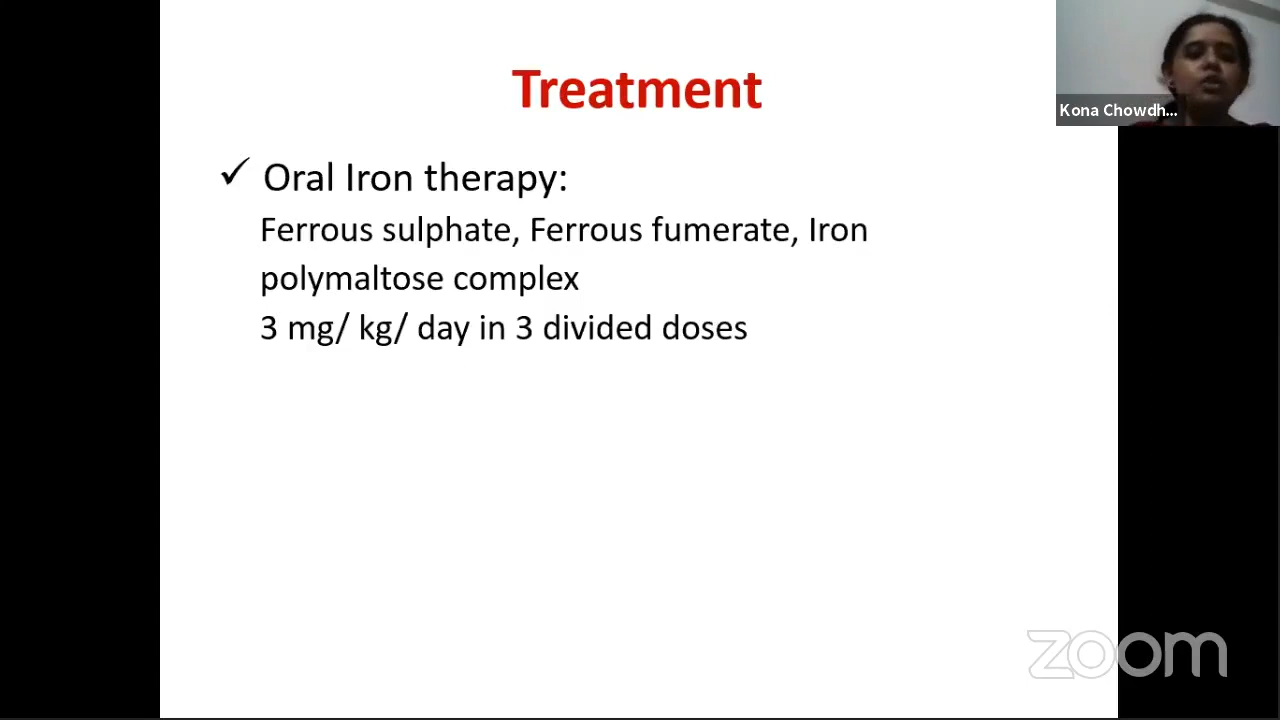 Treatment
Kona Chowdh...
✓ Oral Iron therapy:
Ferrous sulphate, Ferrous fumerate, Iron
polymaltose complex
3 mg/ kg/ day in 3 divided doses
zoom